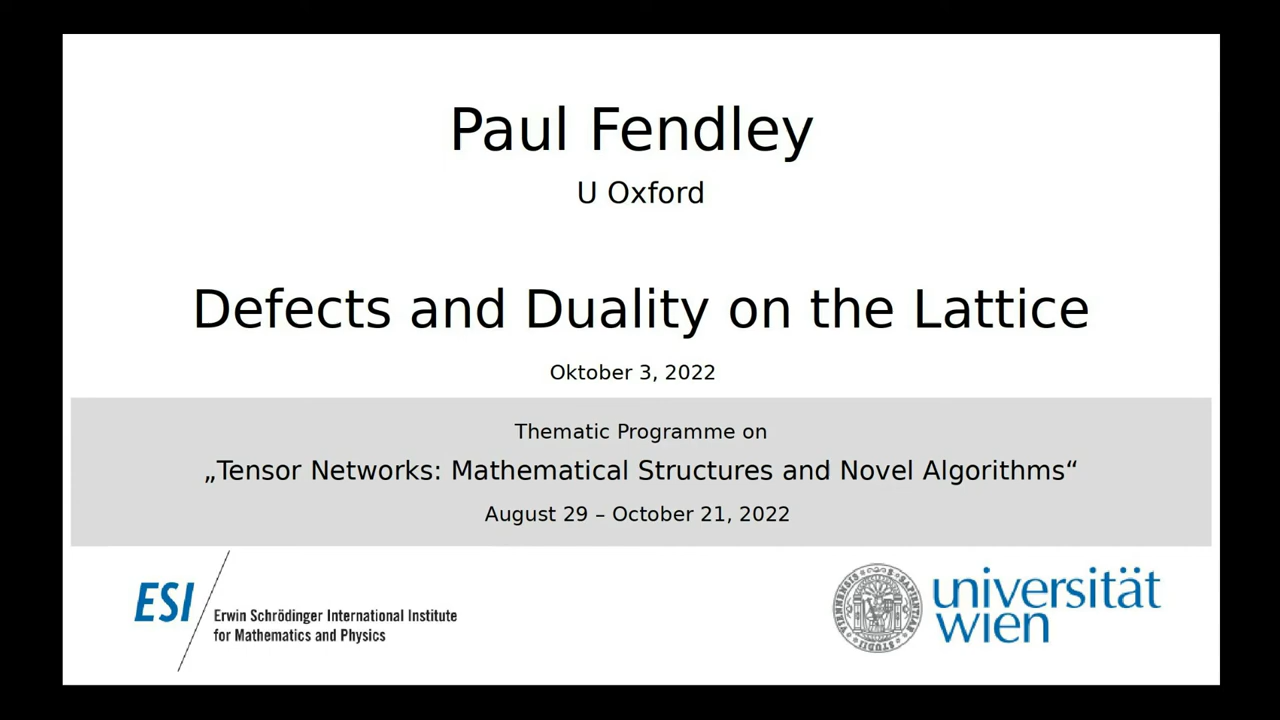 Paul Fendley
U Oxford
Defects and Duality on the Lattice
Oktober 3, 2022
Thematic Programme on
„Tensor Networks: Mathematical Structures and Novel Algorithms“
August 29 – October 21, 2022
ESI
Erwin Schrödinger International Institute
for Mathematics and Physics
universität
wien